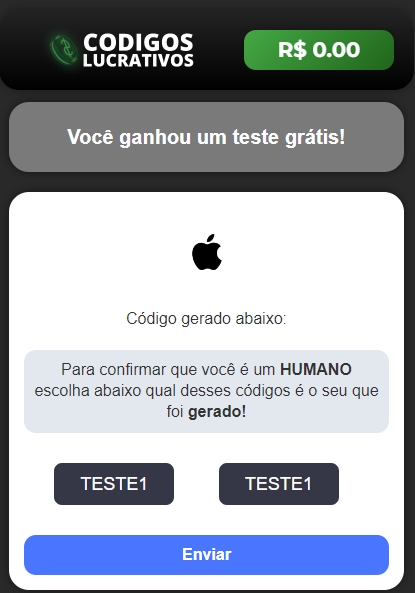 CODIGOS
LUCRATIVOS
R$ 0.00
Você ganhou um teste grátis!
Código gerado abaixo:
Para confirmar que você é um HUMANO
escolha abaixo qual desses códigos é o seu que
foi gerado!
TESTE1 TESTE1
Enviar